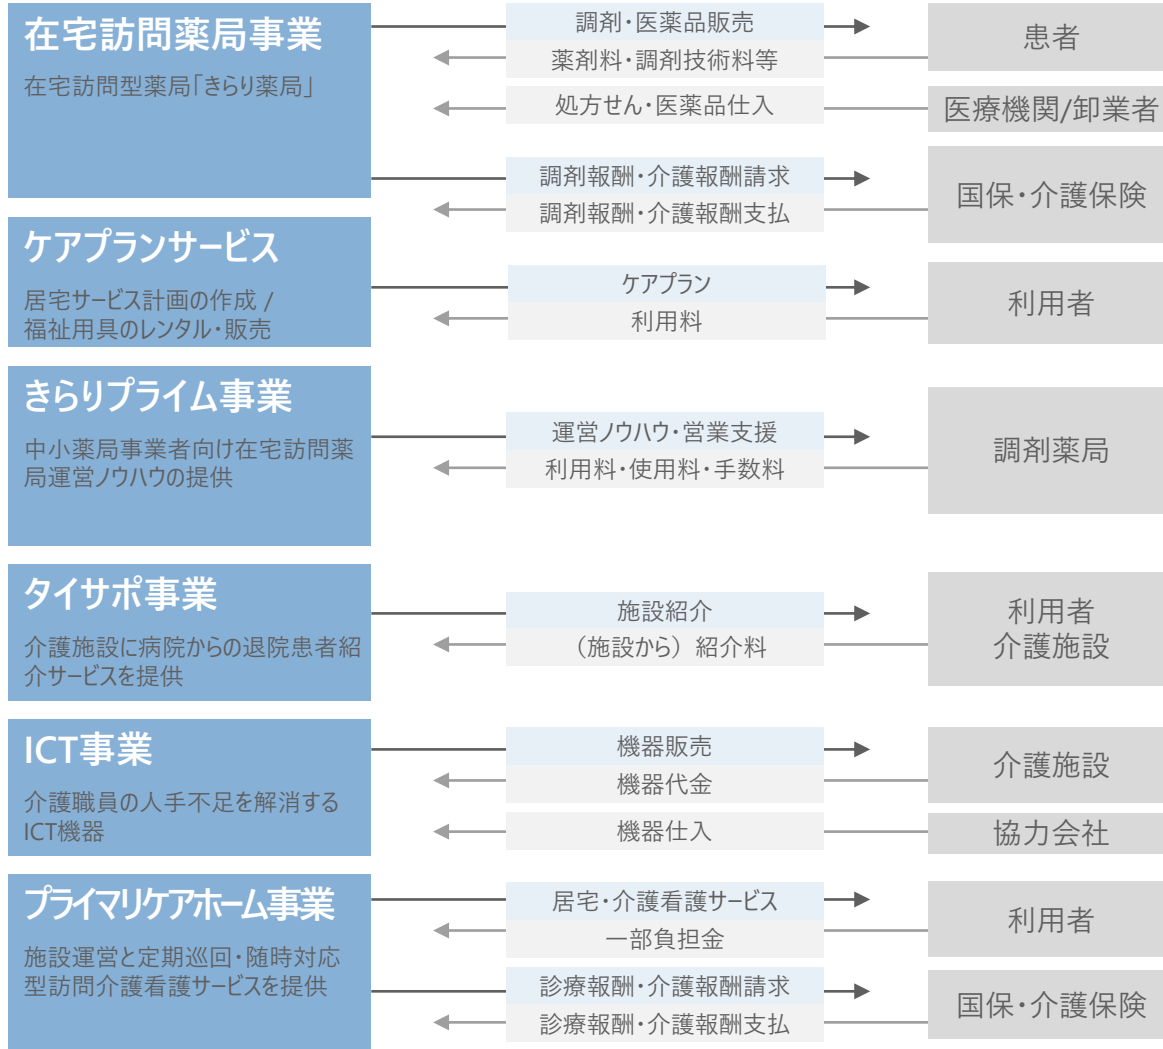 在宅訪問薬局事業
在宅訪問型薬局「きらり薬局」
調剤・医薬品販売
薬剤料・調剤技術料等
患者
処方せん・医薬品仕入
医療機関/卸業者
調剤報酬・介護報酬請求
調剤報酬・介護報酬支払
国保・介護保険
ケアプランサービス
居宅サービス計画の作成 /
福祉用具のレンタル・販売
ケアプラン
利用料
利用者
きらりプライム事業
中小薬局事業者向け在宅訪問薬
局運営ノウハウの提供
運営ノウハウ・営業支援
利用料・使用料・手数料
調剤薬局
タイサポ事業
介護施設に病院からの退院患者紹
介サービスを提供
施設紹介
（施設から）紹介料
利用者
介護施設
ICT事業
介護職員の人手不足を解消する
ICT機器
機器販売
機器代金
介護施設
機器仕入
協力会社
プライマリケアホーム事業
施設運営と定期巡回・随時対応
型訪問介護看護サービスを提供
居宅・介護看護サービス
一部負担金
利用者
診療報酬・介護報酬請求
診療報酬・介護報酬支払
国保・介護保険